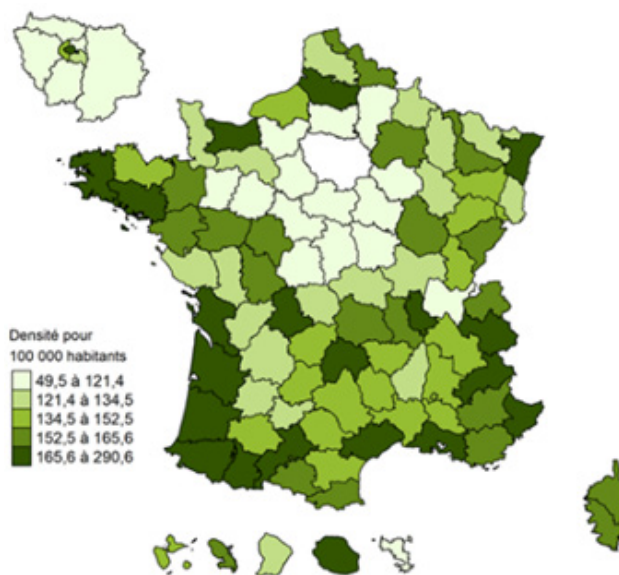 Densité pour
100 000 habitants
49,5 à 121,4
121,4 à 134,5
134,5 à 152,5
152,5 à 165,6
165,6 à 290,6